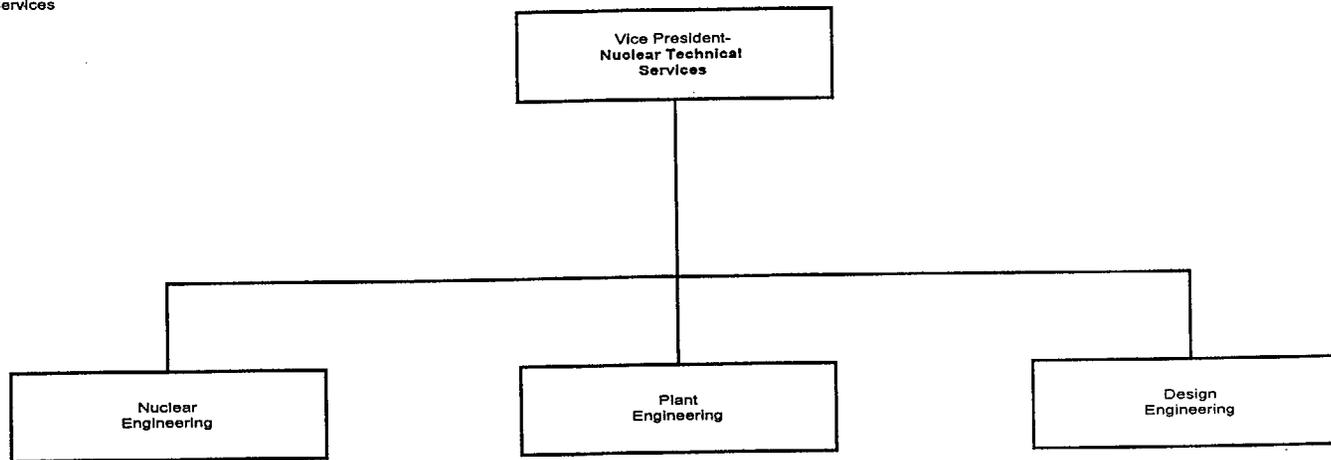 ervices
Vice President-
Nuclear Technical
Services
Nuclear
Engineering
Plant
Engineering
Design
Engineering